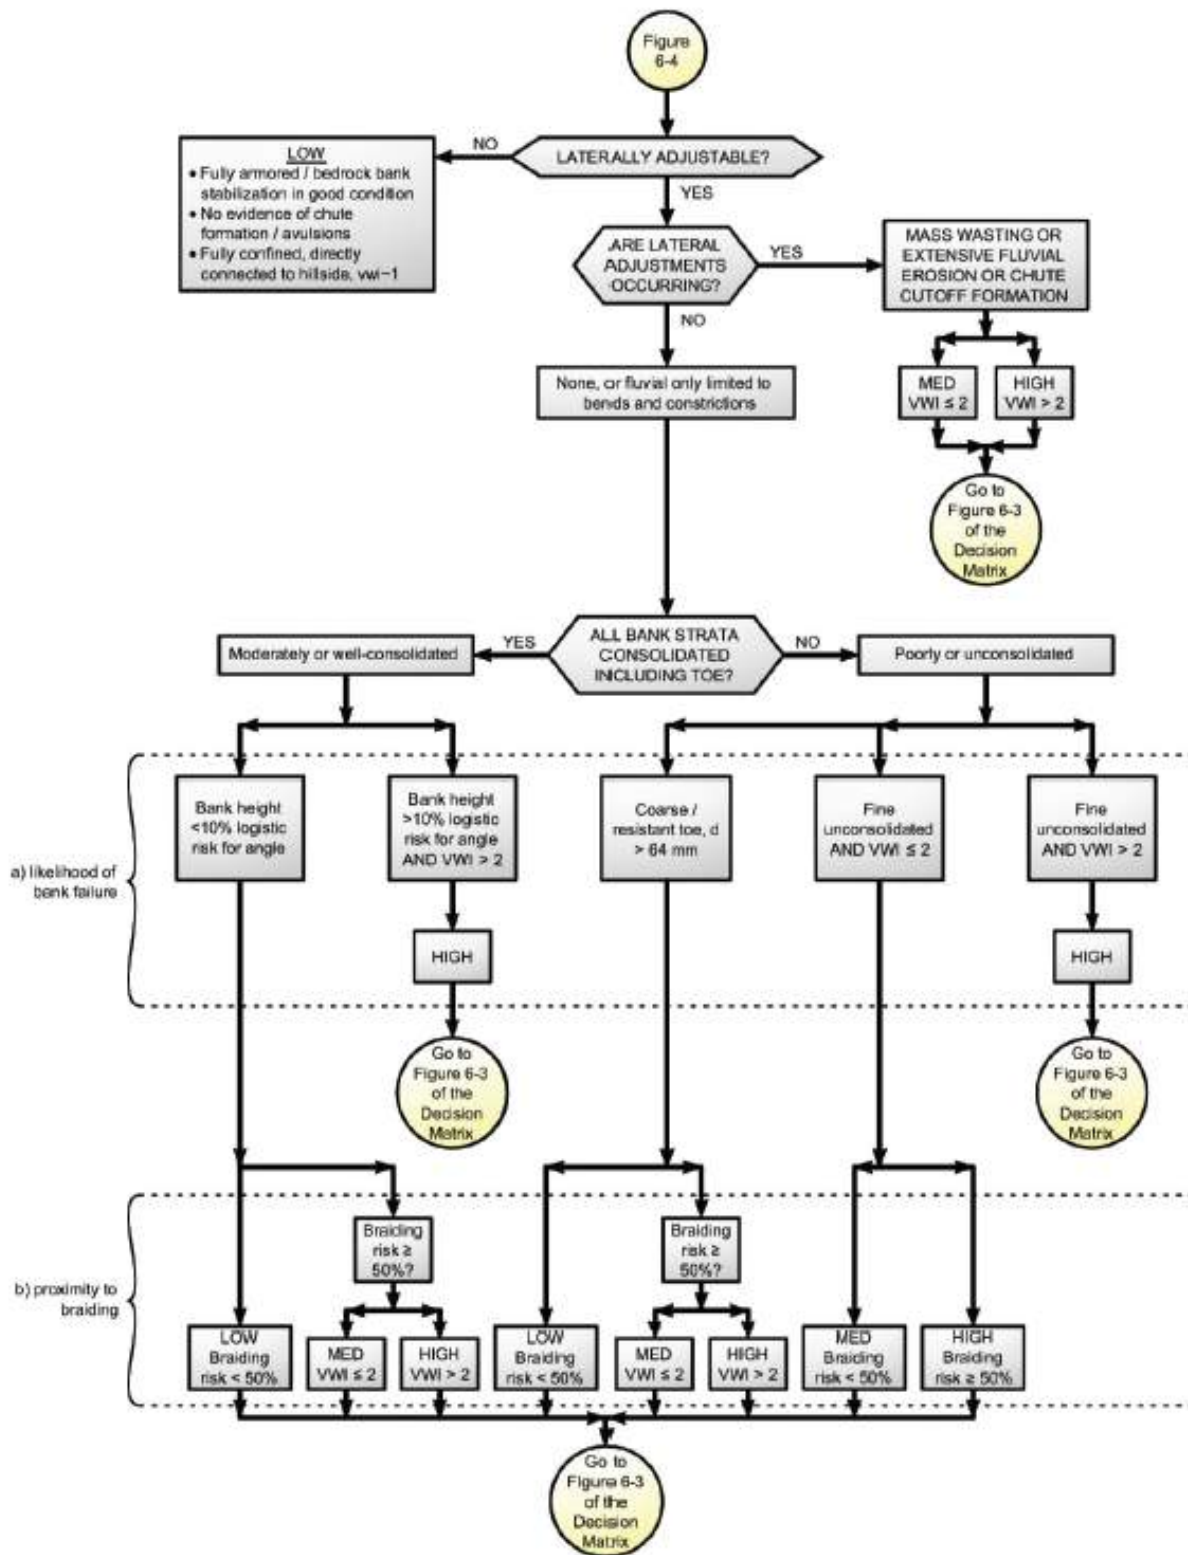 Figure
6-4
LATERALLY ADJUSTABLE?
NO
YES
LOW
• Fully armored / bedrock bank
stabilization in good condition
• No evidence of chute
formation / avulsions
• Fully confined, directly
connected to hillside, vwi~1
ARE LATERAL
ADJUSTMENTS
OCCURRING?
YES
NO
MASS WASTING OR
EXTENSIVE FLUVIAL
EROSION OR CHUTE
CUTOFF FORMATION
MED
VWI ≤ 2
HIGH
VWI > 2
Go to
Figure 6-3
of the
Decision
Matrix
None, or fluvial only limited to
bends and constrictions
ALL BANK STRATA
CONSOLIDATED
INCLUDING TOE?
YES
NO
Moderately or well-consolidated
Poorly or unconsolidated
a) likelihood of
bank failure
Bank height
<10% logistic
risk for angle
Bank height
>10% logistic
risk for angle
AND VWI > 2
Coarse /
resistant toe, d
> 64 mm
Fine
unconsolidated
AND VWI ≤ 2
Fine
unconsolidated
AND VWI > 2
HIGH
HIGH
Go to
Figure 6-3
of the
Decision
Matrix
Go to
Figure 6-3
of the
Decision
Matrix
b) proximity to
braiding
Braiding
risk ≥
50%?
Braiding
risk ≥
50%?
LOW
Braiding
risk < 50%
MED
VWI ≤ 2
HIGH
VWI > 2
LOW
Braiding
risk < 50%
MED
VWI ≤ 2
HIGH
VWI > 2
MED
Braiding
risk < 50%
HIGH
Braiding
risk ≥ 50%
Go to
Figure 6-3
of the
Decision
Matrix